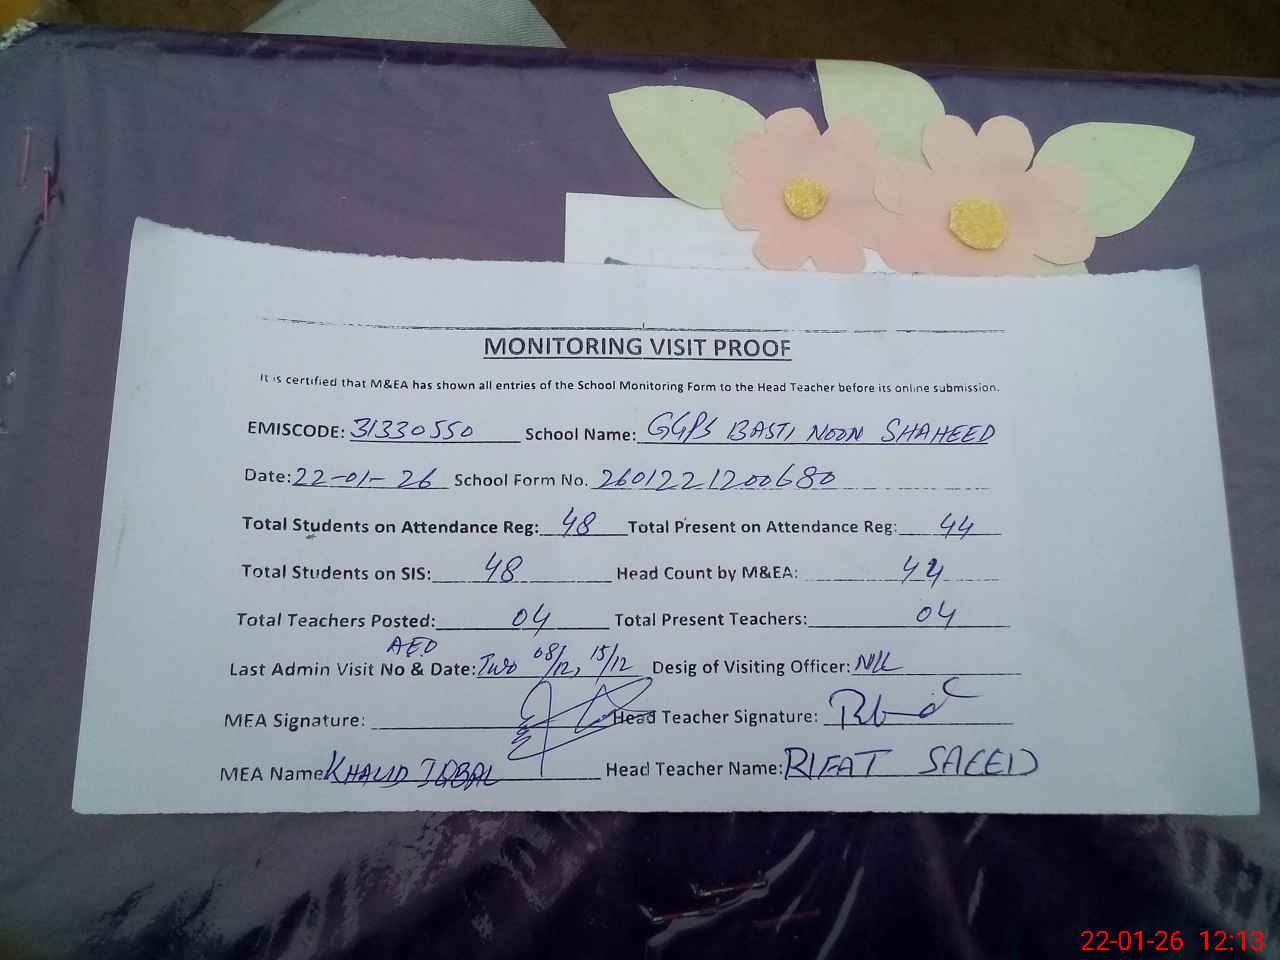 MONITORING VISIT PROOF
It is certified that M&EA has shown all entries of the School Monitoring Form to the Head Teacher before its online submission.
EMISCODE: 31330550 School Name: GGPS BASTI NOON SHAHEED
Date: 22-01-26 School Form No. 2601221200680
Total Students on Attendance Reg: 48 Total Present on Attendance Reg: 44
Total Students on SIS: 48 Head Count by M&EA: 44
Total Teachers Posted: 04 Total Present Teachers: 04
AEO
Last Admin Visit No & Date: Two 08/12, 15/12 Desig of Visiting Officer: Nil
MEA Signature: Head Teacher Signature:
MEA Name KHALID IQBAL Head Teacher Name: RIFAT SAEED
22-01-26 12:13